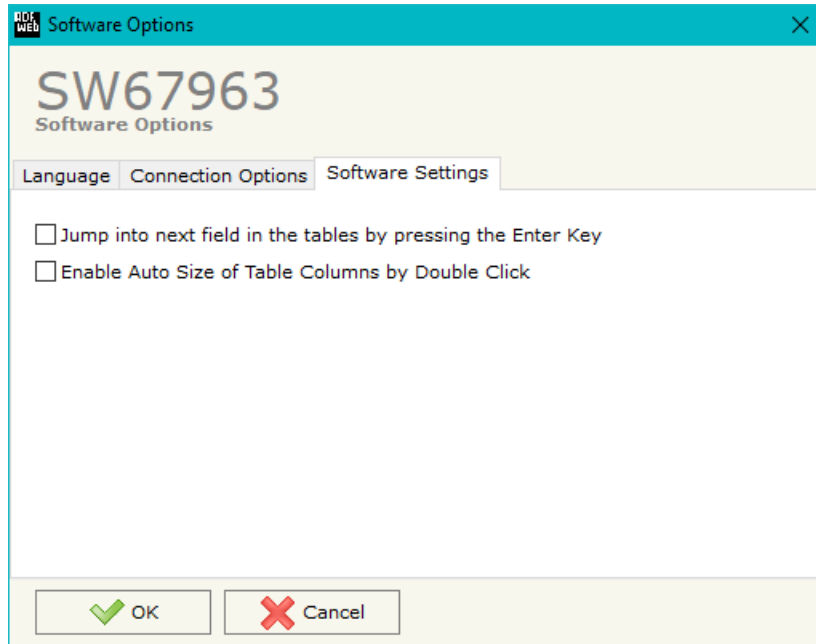 ADF
WEB Software Options
SW67963
Software Options
Language Connection Options Software Settings
Jump into next field in the tables by pressing the Enter Key
Enable Auto Size of Table Columns by Double Click
OK Cancel